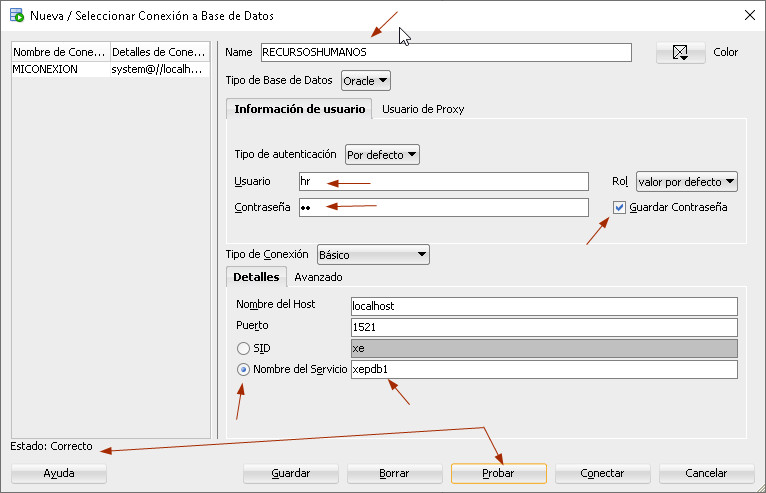 Nueva / Seleccionar Conexión a Base de Datos
Nombre de Cone... Detalles de Cone...
MICONEXION system@//localh...
Name RECURSOSHUMANOS Color
Tipo de Base de Datos Oracle
Información de usuario Usuario de Proxy
Tipo de autenticación Por defecto
Usuario hr Rol valor por defecto
Contraseña •• Guardar Contraseña
Tipo de Conexión Básico
Detalles Avanzado
Nombre del Host localhost
Puerto 1521
SID xe
Nombre del Servicio xepdb1
Estado: Correcto
Ayuda Guardar Borrar Probar Conectar Cancelar